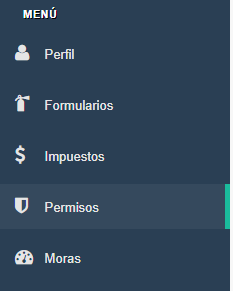 MENÚ
Perfil
Formularios
Impuestos
Permisos
Moras